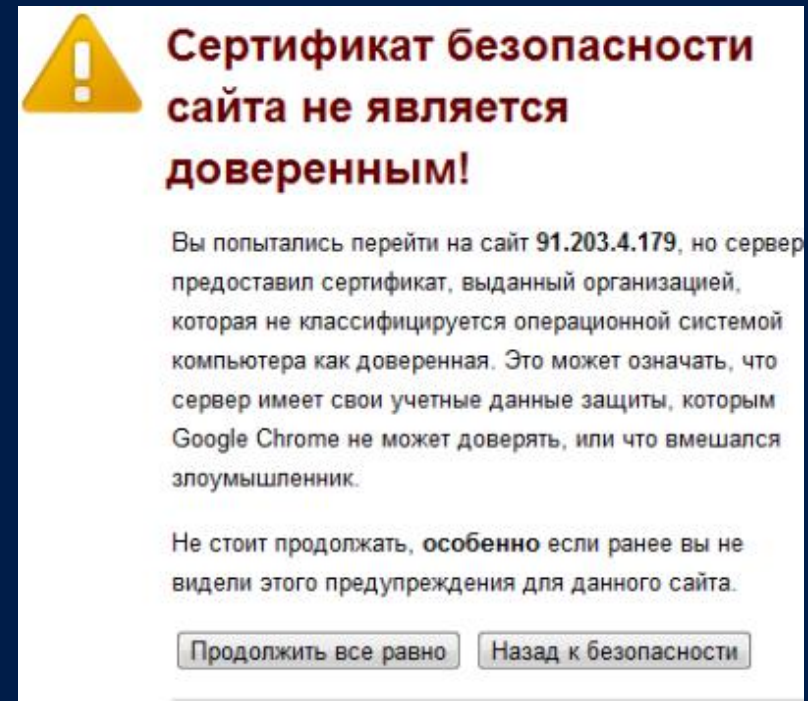 Сертификат безопасности
сайта не является
доверенным!
Вы попытались перейти на сайт 91.203.4.179, но сервер
предоставил сертификат, выданный организацией,
которая не классифицируется операционной системой
компьютера как доверенная. Это может означать, что
сервер имеет свои учетные данные защиты, которым
Google Chrome не может доверять, или что вмешался
злоумышленник.
Не стоит продолжать, особенно если ранее вы не
видели этого предупреждения для данного сайта.
Продолжить все равно Назад к безопасности